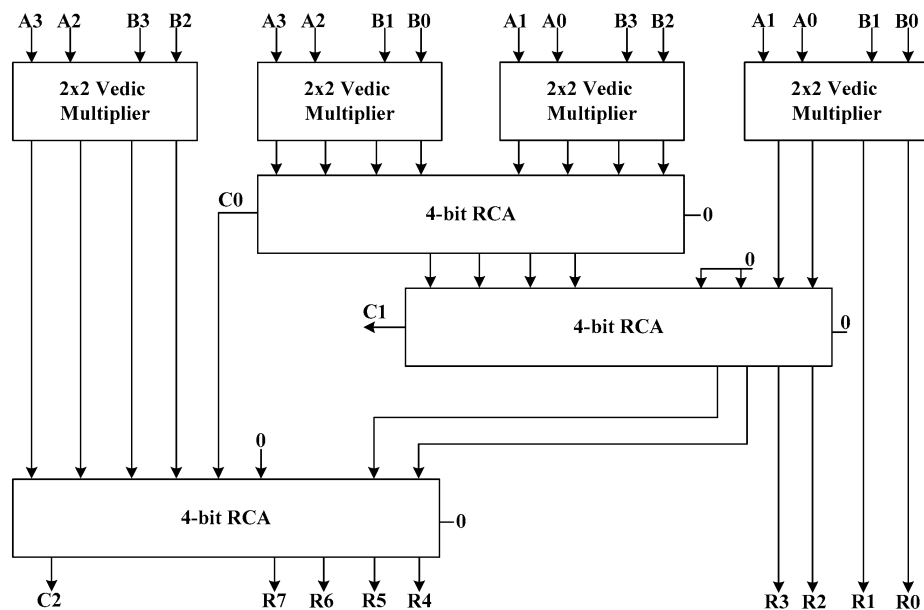 A3 A2 B3 B2 A3 A2 B1 B0 A1 A0 B3 B2 A1 A0 B1 B0
2x2 Vedic Multiplier
2x2 Vedic Multiplier
2x2 Vedic Multiplier
2x2 Vedic Multiplier
C0
4-bit RCA
0
0
C1
4-bit RCA
0
0
4-bit RCA
0
C2 R7 R6 R5 R4 R3 R2 R1 R0